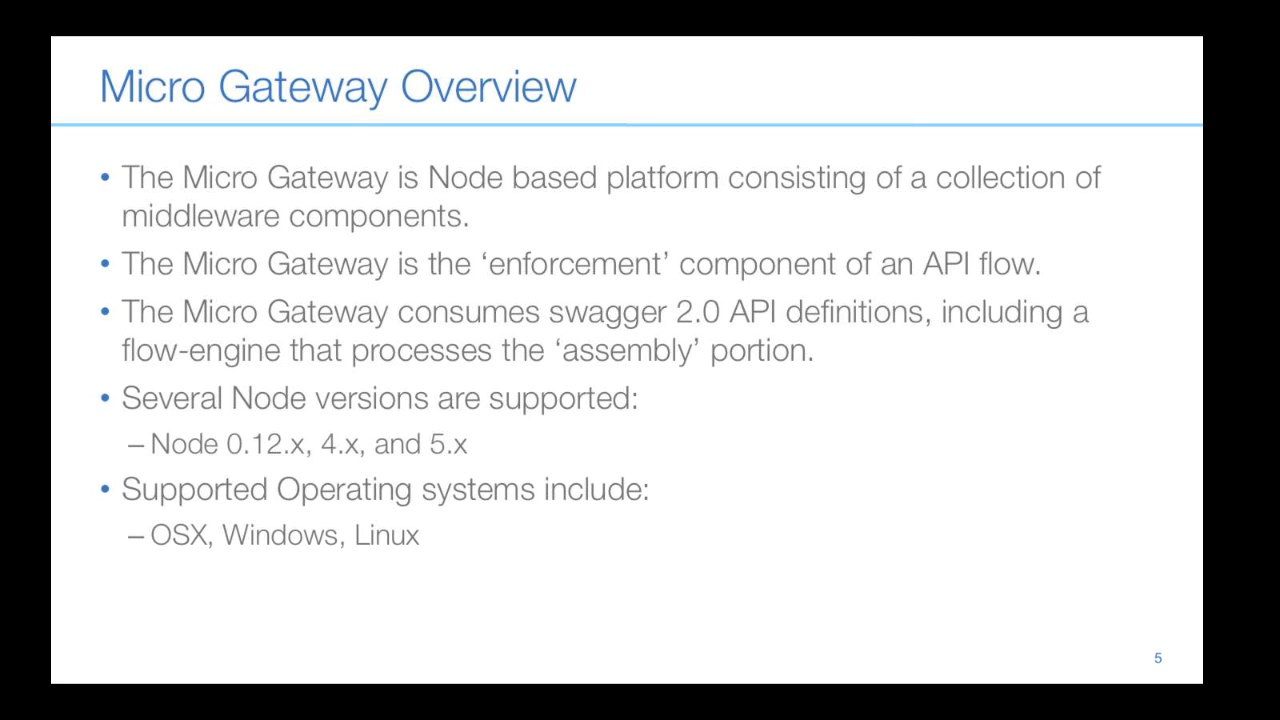 Micro Gateway Overview
• The Micro Gateway is Node based platform consisting of a collection of
middleware components.
• The Micro Gateway is the ‘enforcement’ component of an API flow.
• The Micro Gateway consumes swagger 2.0 API definitions, including a
flow-engine that processes the ‘assembly’ portion.
• Several Node versions are supported:
– Node 0.12.x, 4.x, and 5.x
• Supported Operating systems include:
– OSX, Windows, Linux
5